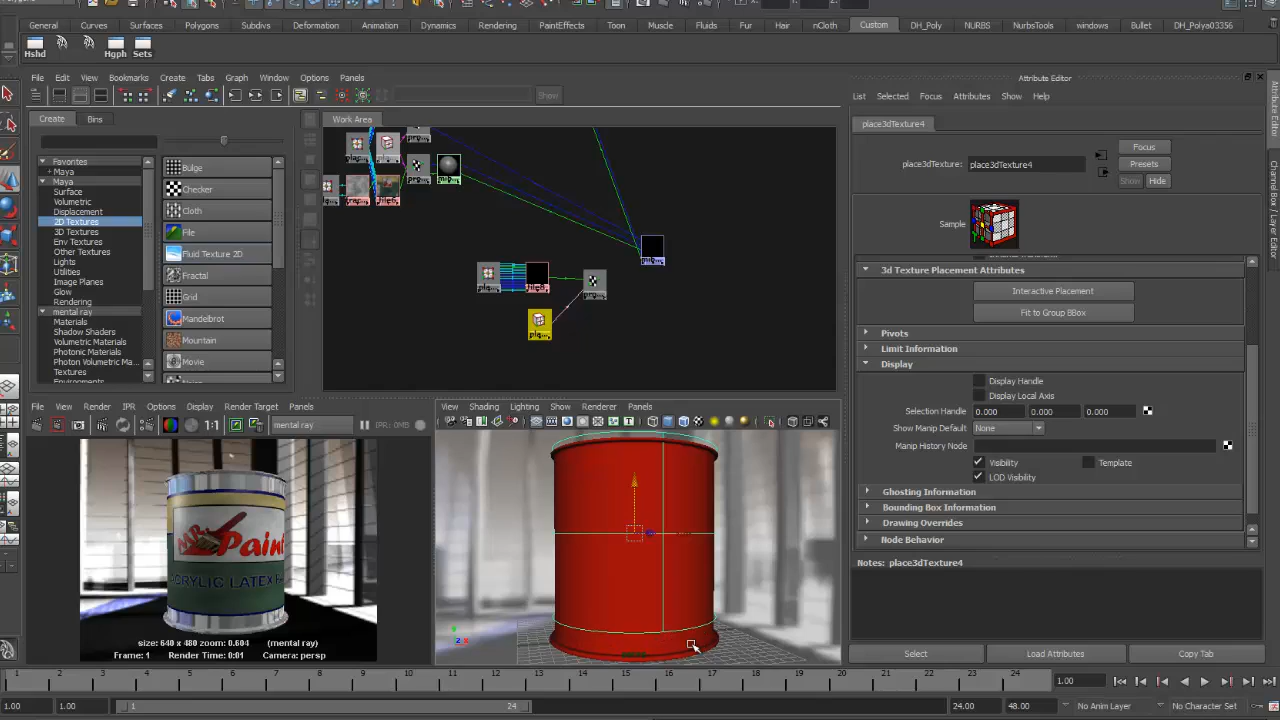 General Curves Surfaces Polygons Subdivs Deformation Animation Dynamics Rendering PaintEffects Toon Muscle Fluids Fur Hair nCloth Custom DH_Poly NURBS NurbsTools windows Bullet DH_Polya03356
Hshd Hgph Sets
File Edit View Bookmarks Create Tabs Graph Window Options Panels
Show
Create Bins
Work Area
Favorites
+ Maya
Maya
Surface
Volumetric
Displacement
2D Textures
3D Textures
Env Textures
Other Textures
Lights
Utilities
Image Planes
Glow
Rendering
mental ray
Materials
Shadow Shaders
Volumetric Materials
Photonic Materials
Photon Volumetric Ma...
Textures
Environments
Bulge
Checker
Cloth
File
Fluid Texture 2D
Fractal
Grid
Mandelbrot
Mountain
Movie
Attribute Editor
List Selected Focus Attributes Show Help
place3dTexture4
place3dTexture: place3dTexture4
Focus
Presets
Show Hide
Sample
3d Texture Placement Attributes
Interactive Placement
Fit to Group BBox
Pivots
Limit Information
Display
Display Handle
Display Local Axis
Selection Handle 0.000 0.000 0.000
Show Manip Default None
Manip History Node
Visibility Template
LOD Visibility
Ghosting Information
Bounding Box Information
Drawing Overrides
Node Behavior
Notes: place3dTexture4
Select Load Attributes Copy Tab
Attribute Editor
File View Render IPR Options Display Render Target Panels
1:1 mental ray IPR: 0MB
MR Paint
ACRYLIC LATEX
size: 640 x 480 zoom: 0.604 (mental ray)
Frame: 1 Render Time: 0:01 Camera: persp
View Shading Lighting Show Renderer Panels
1 2 3 4 5 6 7 8 9 10 11 12 13 14 15 16 17 18 19 20 21 22 23 24
1.00
1.00 1.00 1 24 24.00 48.00 No Anim Layer No Character Set